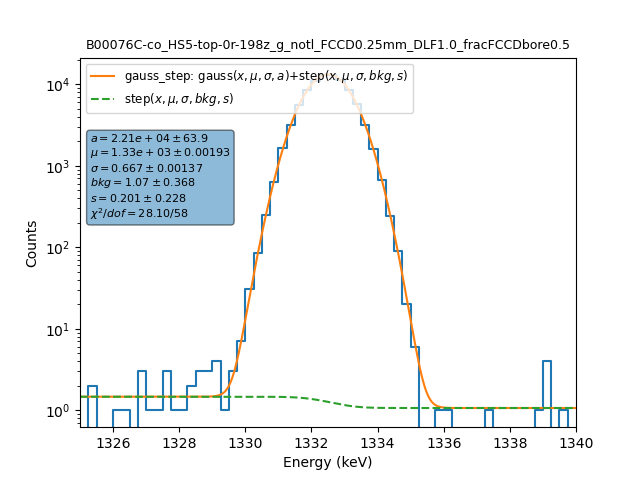 B00076C-co_HS5-top-0r-198z_g_notl_FCCD0.25mm_DLF1.0_fracFCCDbore0.5
gauss_step: gauss(x, μ, σ, a)+step(x, μ, σ, bkg, s)
step(x, μ, σ, bkg, s)
a = 2.21e + 04 ± 63.9
μ = 1.33e + 03 ± 0.00193
σ = 0.667 ± 0.00137
bkg = 1.07 ± 0.368
s = 0.201 ± 0.228
χ²/dof = 28.10/58
10⁴
10³
10²
10¹
10⁰
Counts
1326 1328 1330 1332 1334 1336 1338 1340
Energy (keV)